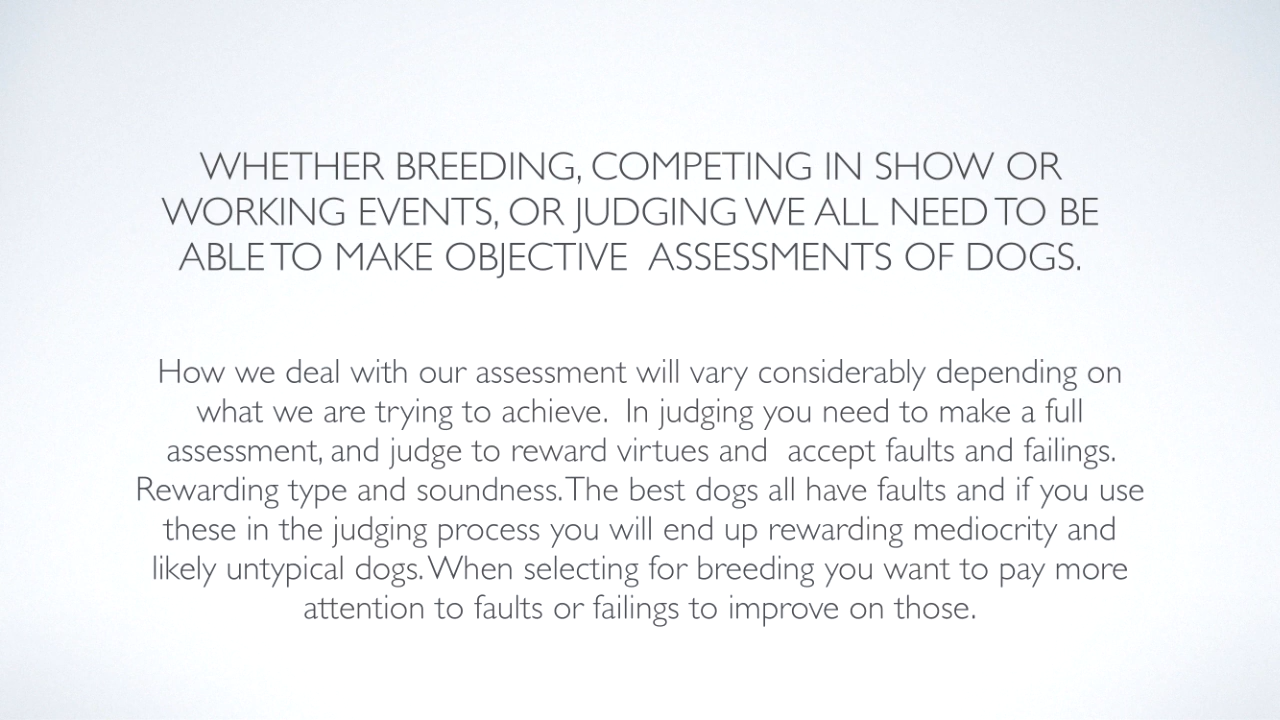 WHETHER BREEDING, COMPETING IN SHOW OR
WORKING EVENTS, OR JUDGING WE ALL NEED TO BE
ABLE TO MAKE OBJECTIVE  ASSESSMENTS OF DOGS.
How we deal with our assessment will vary considerably depending on
what we are trying to achieve.  In judging you need to make a full
assessment, and judge to reward virtues and  accept faults and failings.
Rewarding type and soundness. The best dogs all have faults and if you use
these in the judging process you will end up rewarding mediocrity and
likely untypical dogs. When selecting for breeding you want to pay more
attention to faults or failings to improve on those.